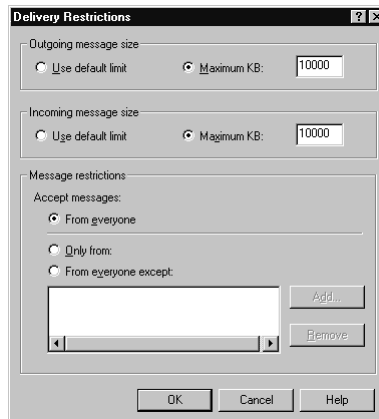 Delivery Restrictions
Outgoing message size
Use default limit
Maximum KB:
10000
Incoming message size
Use default limit
Maximum KB:
10000
Message restrictions
Accept messages:
From everyone
Only from:
From everyone except:
Add...
Remove
OK
Cancel
Help